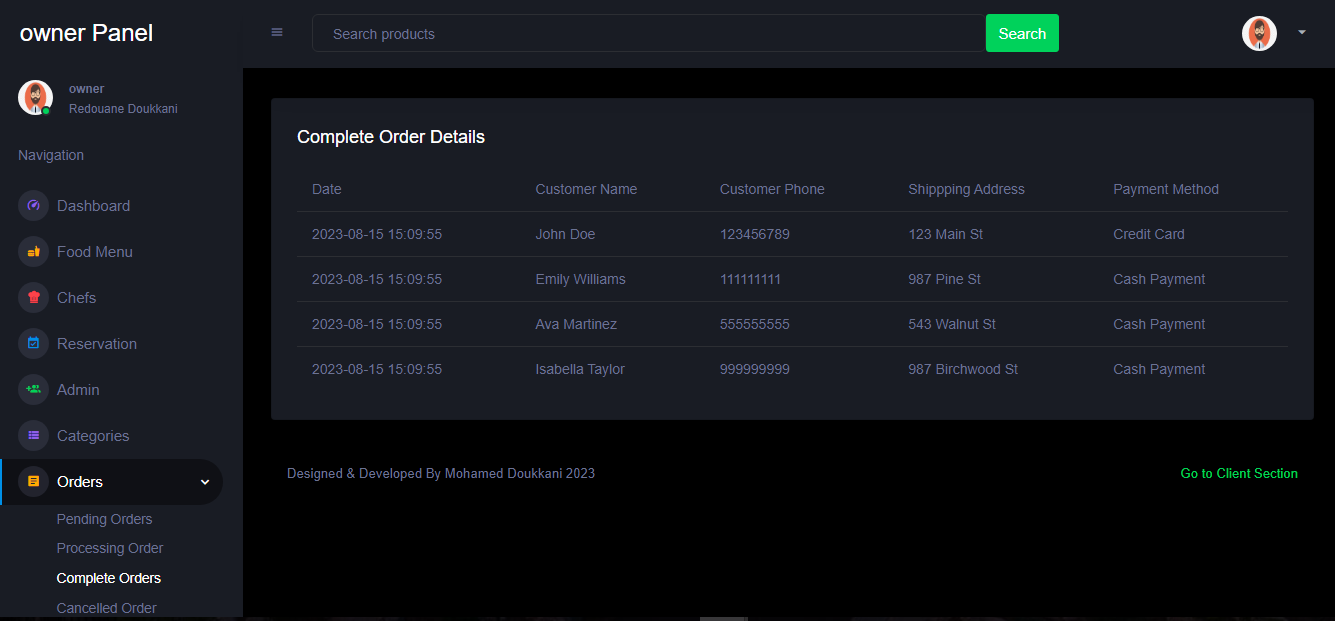 owner Panel
Search products
Search
owner
Redouane Doukkani
Navigation
Dashboard
Food Menu
Chefs
Reservation
Admin
Categories
Orders
Pending Orders
Processing Order
Complete Orders
Cancelled Order
Complete Order Details
Date Customer Name Customer Phone Shippping Address Payment Method
2023-08-15 15:09:55 John Doe 123456789 123 Main St Credit Card
2023-08-15 15:09:55 Emily Williams 111111111 987 Pine St Cash Payment
2023-08-15 15:09:55 Ava Martinez 555555555 543 Walnut St Cash Payment
2023-08-15 15:09:55 Isabella Taylor 999999999 987 Birchwood St Cash Payment
Designed & Developed By Mohamed Doukkani 2023
Go to Client Section